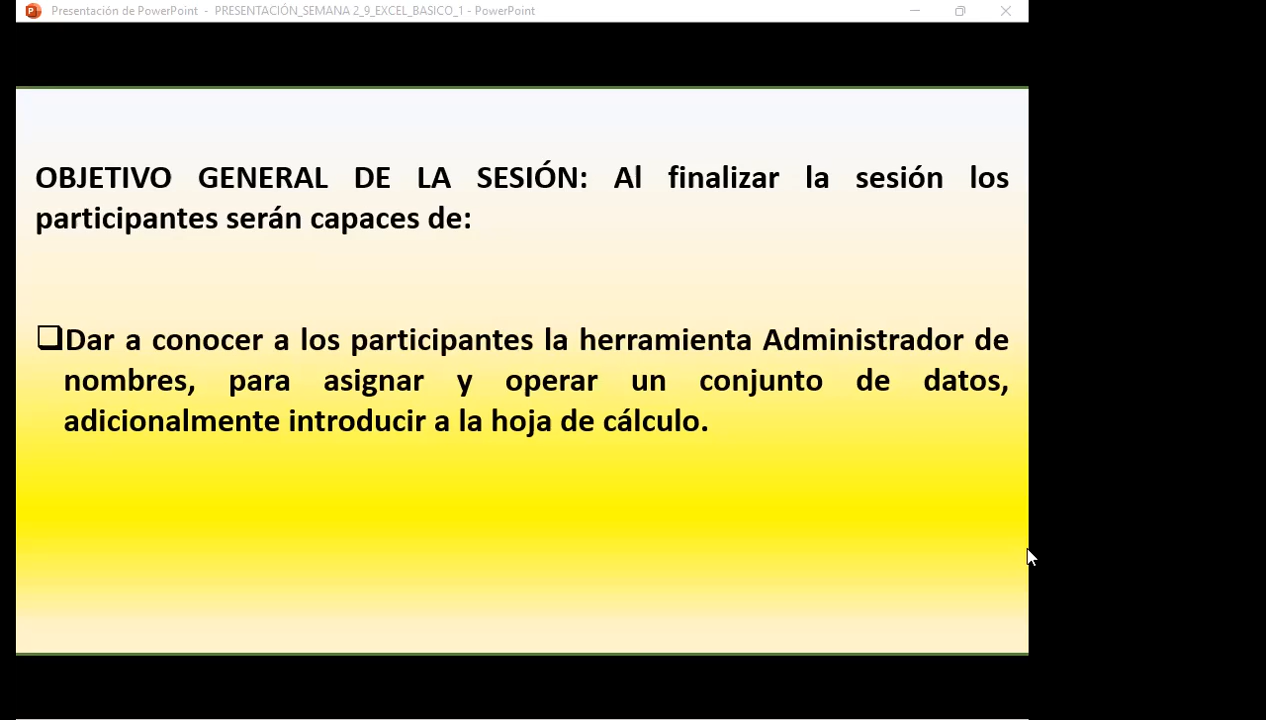 Presentación de PowerPoint - PRESENTACIÓN_SEMANA 2_9_EXCEL_BASICO_1 - PowerPoint
OBJETIVO GENERAL DE LA SESIÓN: Al finalizar la sesión los
participantes serán capaces de:
❑Dar a conocer a los participantes la herramienta Administrador de
nombres, para asignar y operar un conjunto de datos,
adicionalmente introducir a la hoja de cálculo.